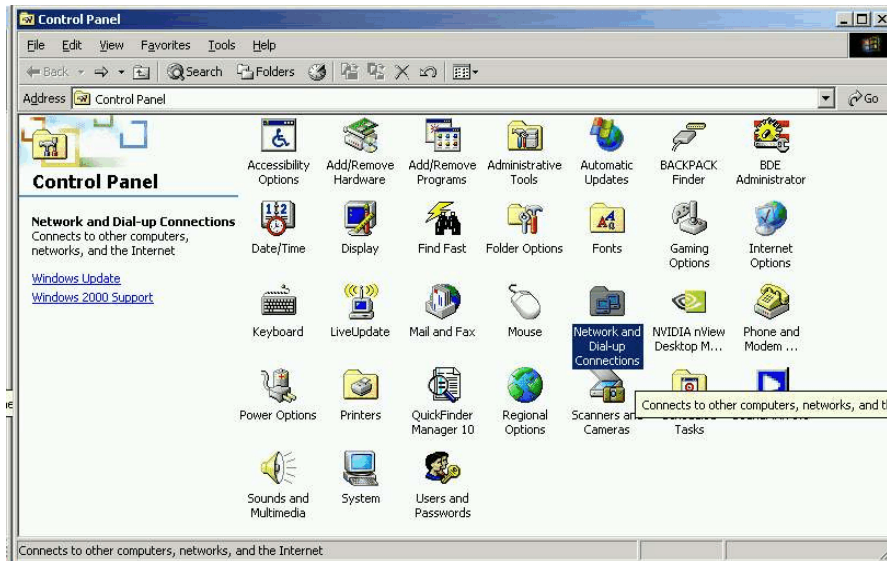 Control Panel
File Edit View Favorites Tools Help
Back Search Folders
Address Control Panel Go
Control Panel
Network and Dial-up Connections
Connects to other computers,
networks, and the Internet
Windows Update
Windows 2000 Support
Accessibility
Options
Add/Remove
Hardware
Add/Remove
Programs
Administrative
Tools
Automatic
Updates
BACKPACK
Finder
BDE
Administrator
Date/Time
Display
Find Fast
Folder Options
Fonts
Gaming
Options
Internet
Options
Keyboard
LiveUpdate
Mail and Fax
Mouse
Network and
Dial-up
Connections
NVIDIA nView
Desktop M...
Phone and
Modem ...
Power Options
Printers
QuickFinder
Manager 10
Regional
Options
Scanners and
Cameras
Tasks
Connects to other computers, networks, and
Sounds and
Multimedia
System
Users and
Passwords
Connects to other computers, networks, and the Internet